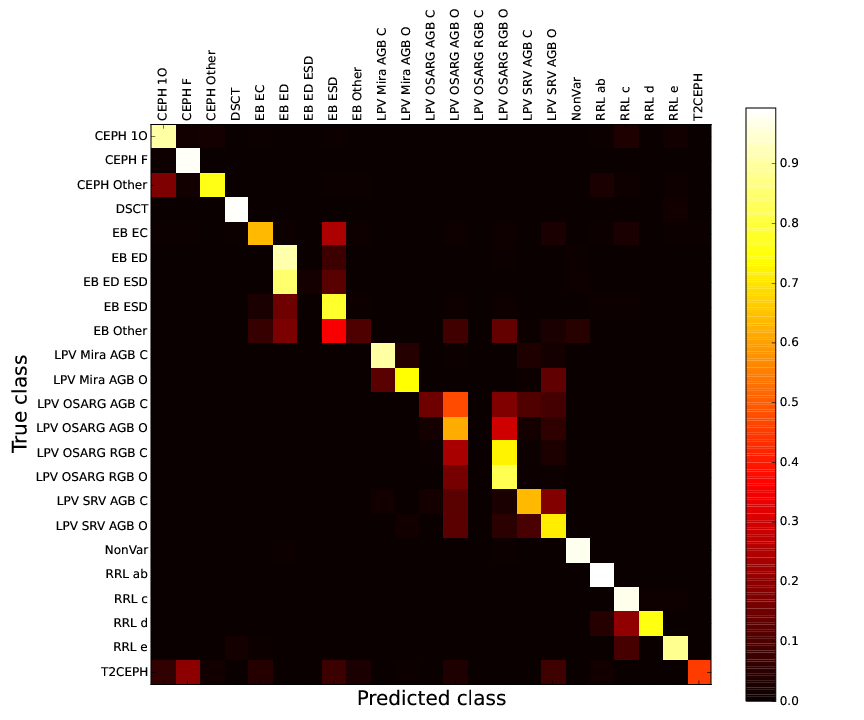 CEPH 1O
CEPH F
CEPH Other
DSCT
EB EC
EB ED
EB ED ESD
EB ESD
EB Other
LPV Mira AGB C
LPV Mira AGB O
LPV OSARG AGB C
LPV OSARG AGB O
LPV OSARG RGB C
LPV OSARG RGB O
LPV SRV AGB C
LPV SRV AGB O
NonVar
RRL ab
RRL c
RRL d
RRL e
T2CEPH
True class
CEPH 1O
CEPH F
CEPH Other
DSCT
EB EC
EB ED
EB ED ESD
EB ESD
EB Other
LPV Mira AGB C
LPV Mira AGB O
LPV OSARG AGB C
LPV OSARG AGB O
LPV OSARG RGB C
LPV OSARG RGB O
LPV SRV AGB C
LPV SRV AGB O
NonVar
RRL ab
RRL c
RRL d
RRL e
T2CEPH
Predicted class
0.9
0.8
0.7
0.6
0.5
0.4
0.3
0.2
0.1
0.0